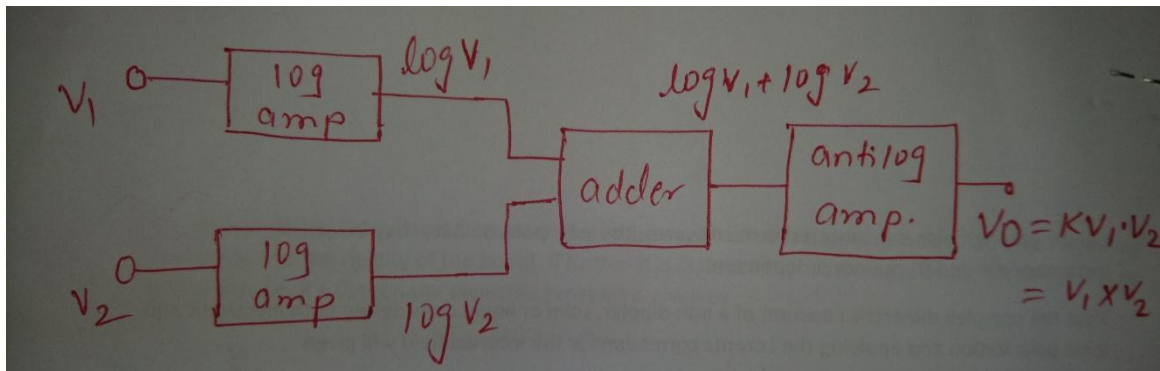 V1
log
amp
log V1
V2
log
amp
log V2
adder
log V1 + log V2
antilog
amp.
VO = KV1·V2
= V1 x V2